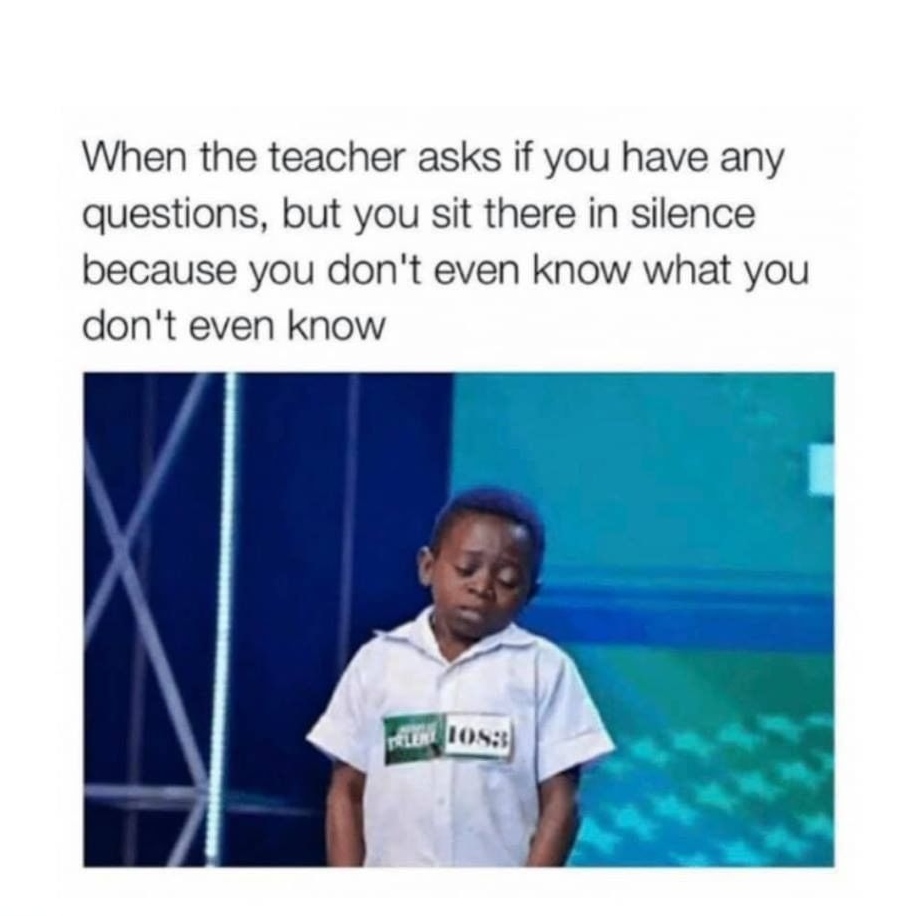 When the teacher asks if you have any
questions, but you sit there in silence
because you don't even know what you
don't even know
TALENT 1083